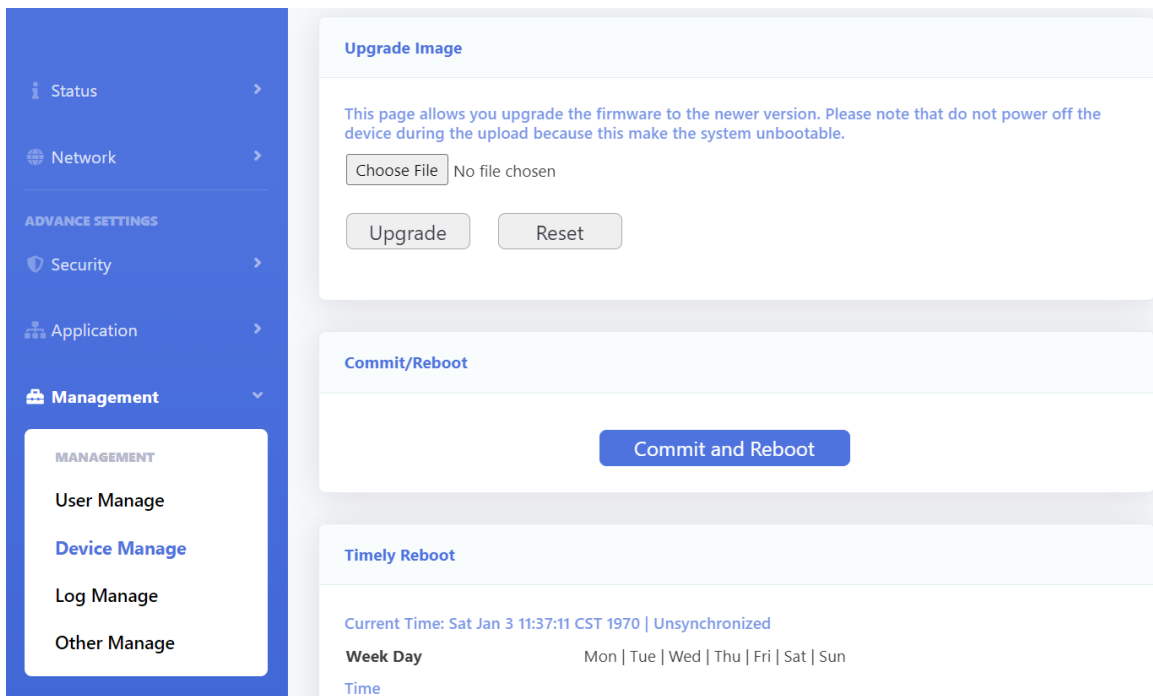 Status
Network
ADVANCE SETTINGS
Security
Application
Management
MANAGEMENT
User Manage
Device Manage
Log Manage
Other Manage
Upgrade Image
This page allows you upgrade the firmware to the newer version. Please note that do not power off the
device during the upload because this make the system unbootable.
Choose File No file chosen
Upgrade Reset
Commit/Reboot
Commit and Reboot
Timely Reboot
Current Time: Sat Jan 3 11:37:11 CST 1970 | Unsynchronized
Week Day Mon | Tue | Wed | Thu | Fri | Sat | Sun
Time